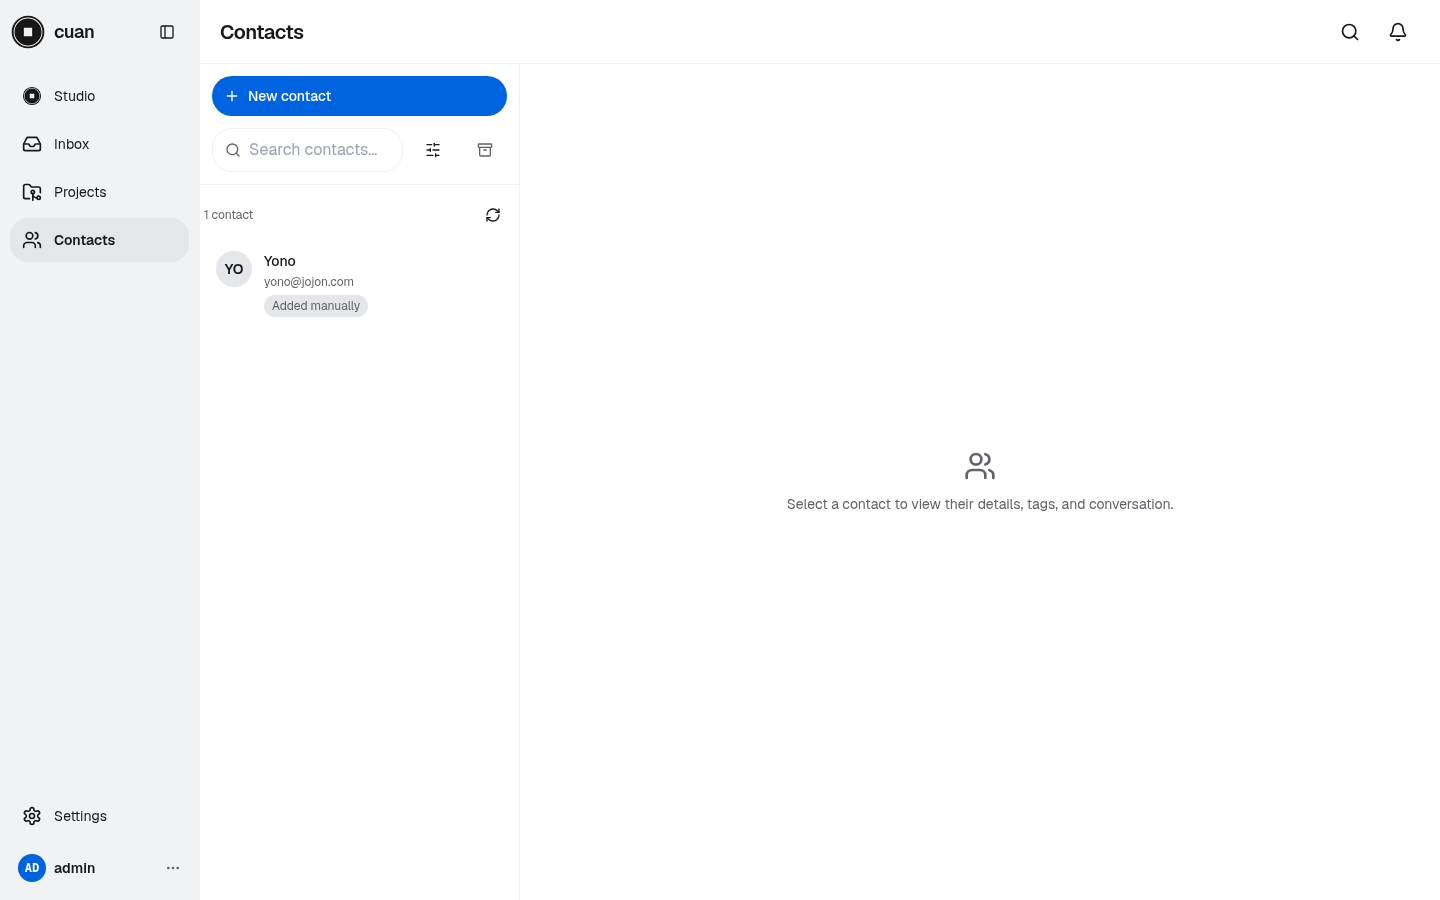 cuan
Contacts
Studio
Inbox
Projects
Contacts
New contact
Search contacts...
1 contact
YO
Yono
yono@jojon.com
Added manually
Select a contact to view their details, tags, and conversation.
Settings
AD
admin